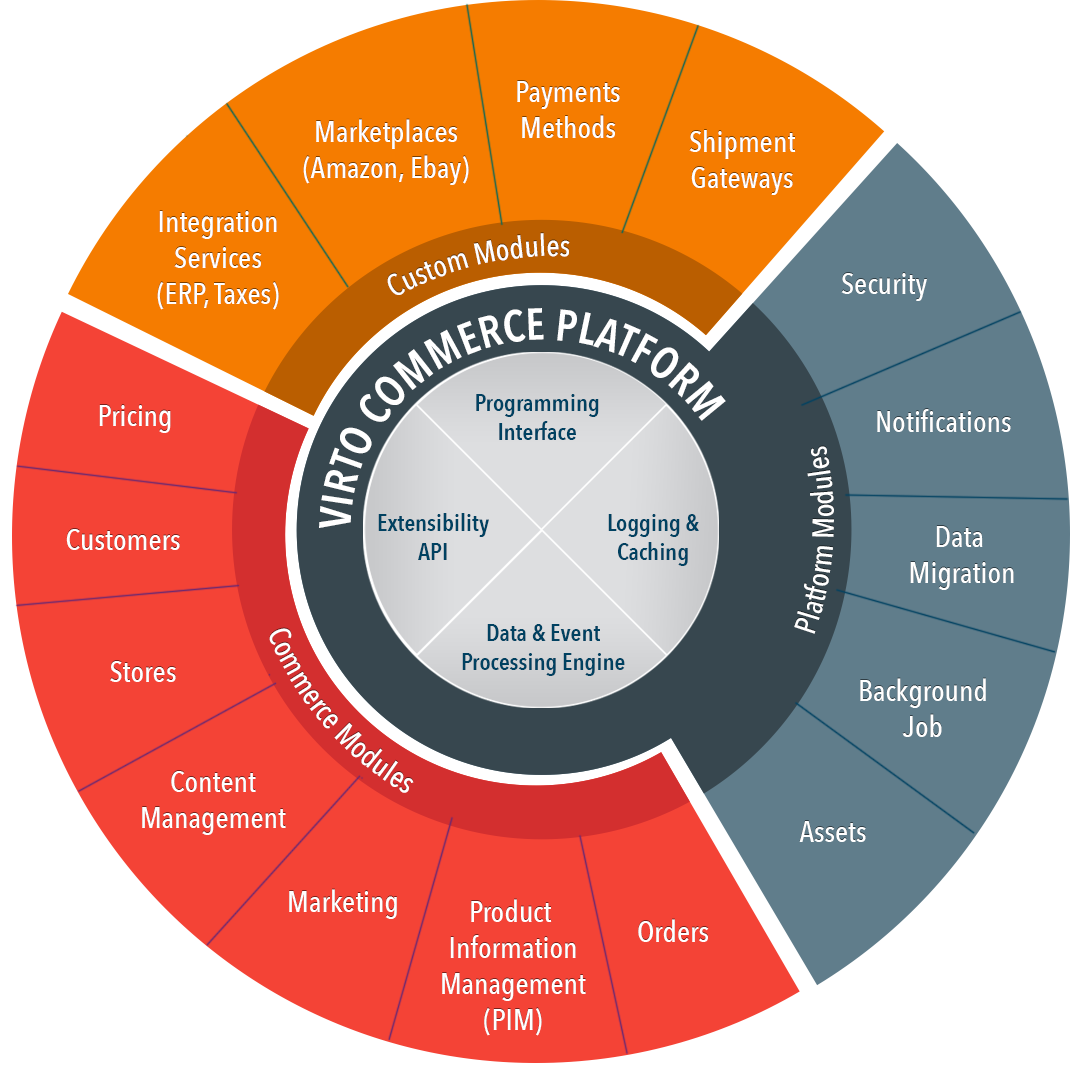 Payments
Methods
Marketplaces
(Amazon, Ebay)
Shipment
Gateways
Integration
Services
(ERP, Taxes)
Custom Modules
Security
VIRTO COMMERCE PLATFORM
Programming
Interface
Pricing
Notifications
Extensibility
API
Logging &
Caching
Platform Modules
Customers
Data
Migration
Data & Event
Processing Engine
Stores
Commerce Modules
Background
Job
Content
Management
Assets
Marketing
Product
Information
Management
(PIM)
Orders